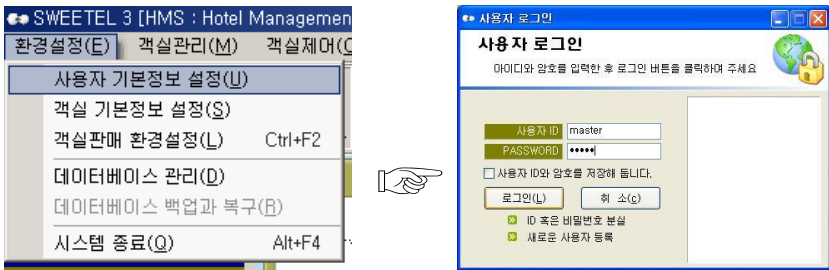 SWEETEL 3 [HMS : Hotel Managemen
환경설정(E) 객실관리(M) 객실제어(C
사용자 기본정보 설정(U)
객실 기본정보 설정(S)
객실판매 환경설정(L) Ctrl+F2
데이터베이스 관리(D)
데이터베이스 백업과 복구(R)
시스템 종료(Q) Alt+F4
사용자 로그인
사용자 로그인
아이디와 암호를 입력한 후 로그인 버튼을 클릭하여 주세요
사용자 ID master
PASSWORD •••••
사용자 ID와 암호를 저장해 둡니다.
로그인(L) 취 소(c)
ID 혹은 비밀번호 분실
새로운 사용자 등록